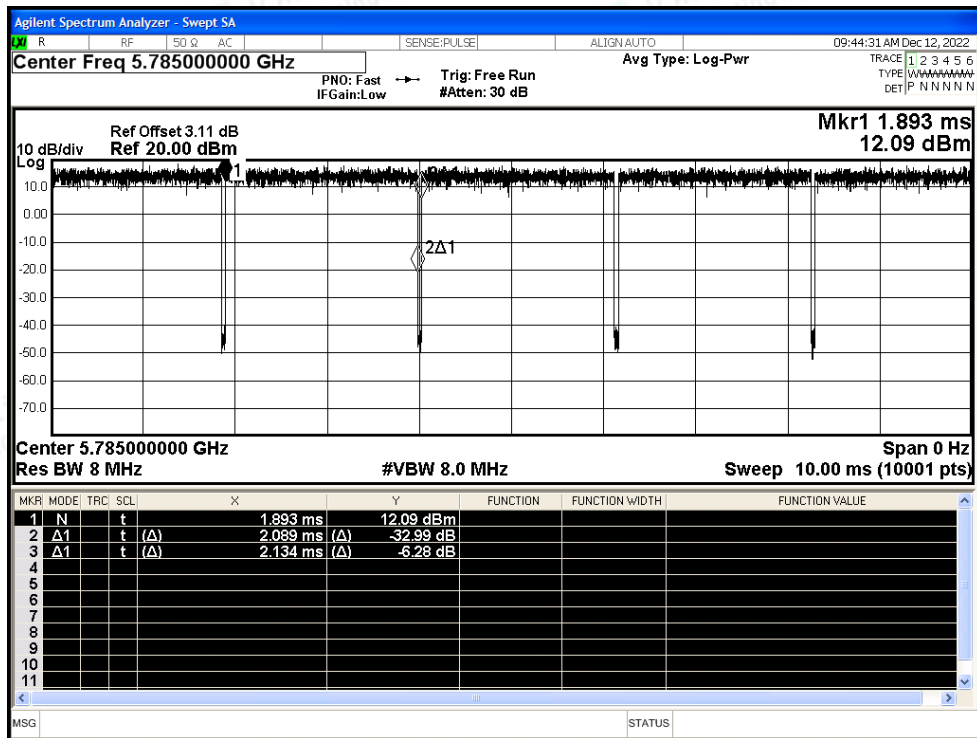 Agilent Spectrum Analyzer - Swept SA
LXI R RF 50 Ω AC SENSE:PULSE ALIGN AUTO 09:44:31 AM Dec 12, 2022
Center Freq 5.785000000 GHz
PNO: Fast
IFGain:Low
Trig: Free Run
#Atten: 30 dB
Avg Type: Log-Pwr
TRACE 1 2 3 4 5 6
TYPE
DET P N N N N N
Mkr1 1.893 ms
12.09 dBm
Ref Offset 3.11 dB
10 dB/div Ref 20.00 dBm
Log
1
10.0
0.00
-10.0
2Δ1
-20.0
-30.0
-40.0
-50.0
-60.0
-70.0
Center 5.785000000 GHz Span 0 Hz
Res BW 8 MHz #VBW 8.0 MHz Sweep 10.00 ms (10001 pts)
MKR MODE TRC SCL X Y FUNCTION FUNCTION WIDTH FUNCTION VALUE
1 N t 1.893 ms 12.09 dBm
2 Δ1 t (Δ) 2.089 ms (Δ) -32.99 dB
3 Δ1 t (Δ) 2.134 ms (Δ) -6.28 dB
4
5
6
7
8
9
10
11
MSG STATUS